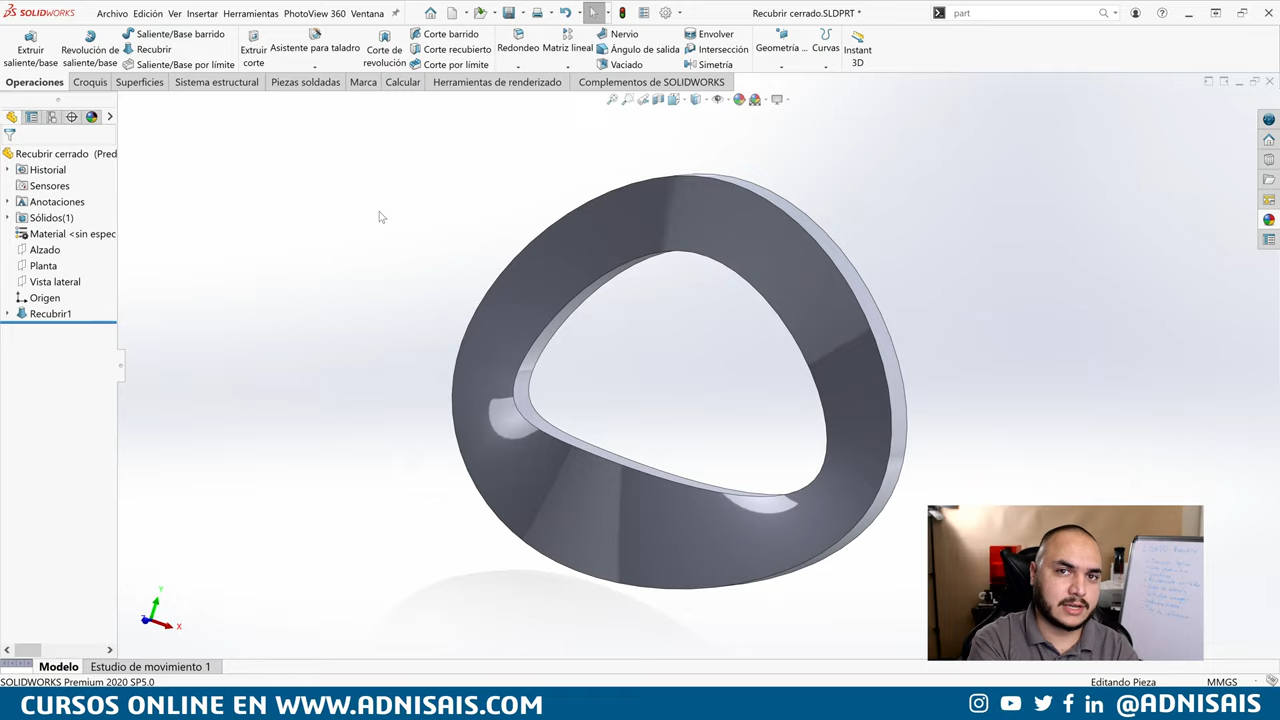 SOLIDWORKS
Archivo Edición Ver Insertar Herramientas PhotoView 360 Ventana
Recubrir cerrado.SLDPRT *
part
Extruir saliente/base
Revolución de saliente/base
Saliente/Base barrido
Recubrir
Saliente/Base por límite
Extruir corte
Asistente para taladro
Corte de revolución
Corte barrido
Corte recubierto
Corte por límite
Redondeo
Matriz lineal
Nervio
Ángulo de salida
Vaciado
Envolver
Intersección
Simetría
Geometría ...
Curvas
Instant 3D
Operaciones Croquis Superficies Sistema estructural Piezas soldadas Marca Calcular Herramientas de renderizado Complementos de SOLIDWORKS
Recubrir cerrado (Pred
Historial
Sensores
Anotaciones
Sólidos(1)
Material <sin espec
Alzado
Planta
Vista lateral
Origen
Recubrir1
Y
X
Z
Modelo Estudio de movimiento 1
SOLIDWORKS Premium 2020 SP5.0
Editando Pieza
MMGS
CURSOS ONLINE EN WWW.ADNISAIS.COM
@ADNISAIS